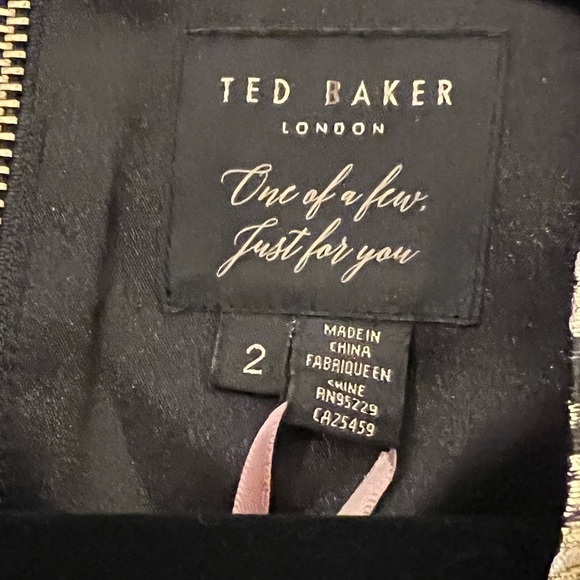 TED BAKER
LONDON
One of a few,
Just for you
2
MADE IN
CHINA
FABRIQUE EN
CHINE
RN95229
CA25459